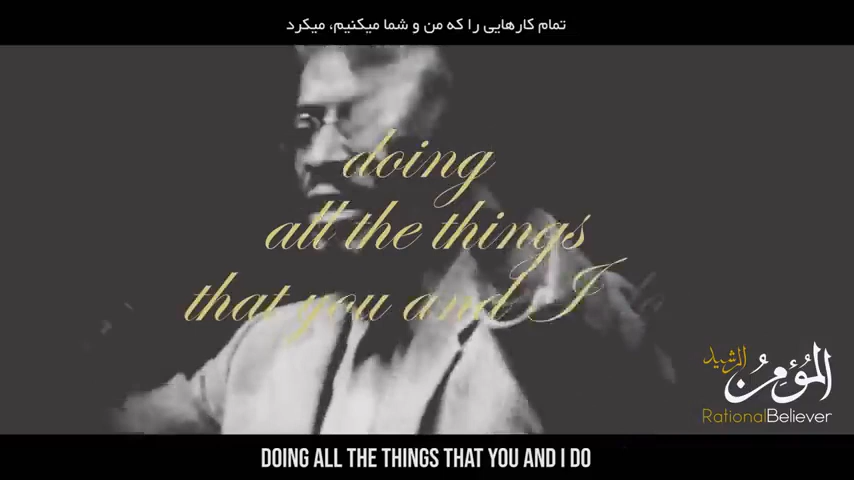 تمام کارهایی را که من و شما میکنیم، میکرد
doing
all the things
that you and I do
المؤمن الرشيد
RationalBeliever
DOING ALL THE THINGS THAT YOU AND I DO